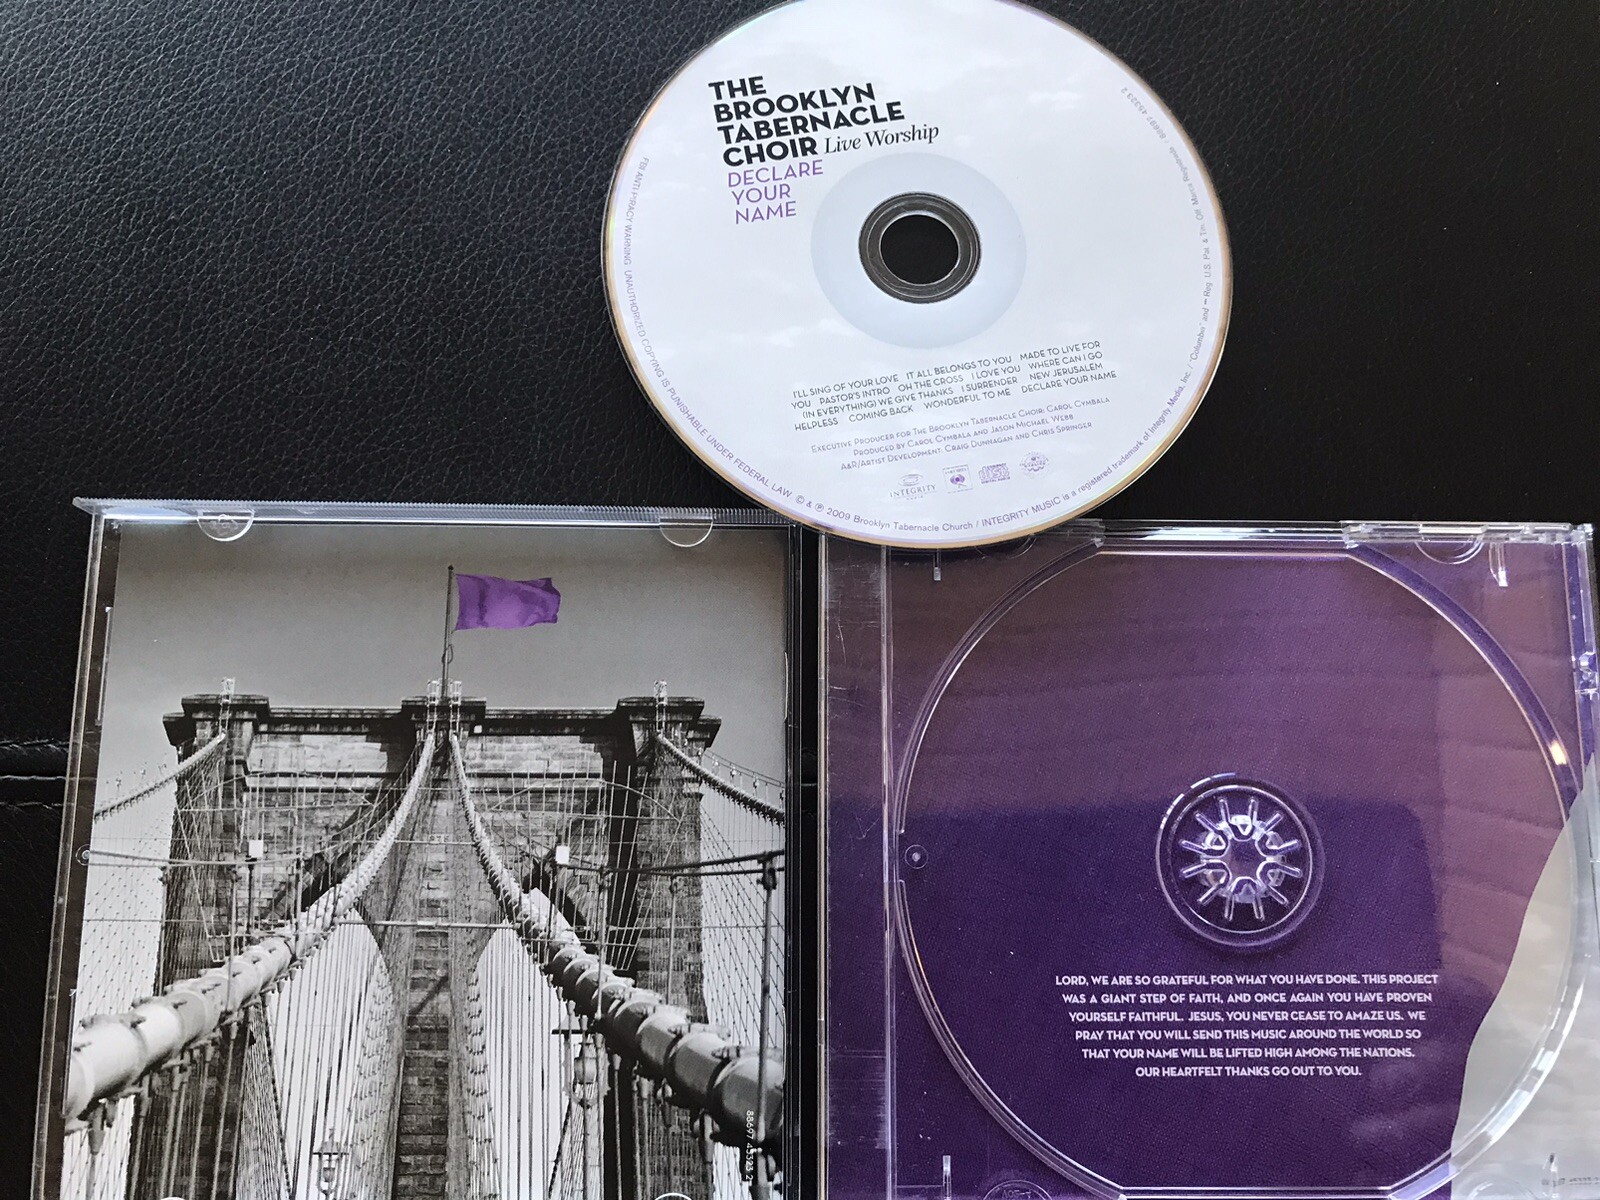 THE
BROOKLYN
TABERNACLE
CHOIR Live Worship
DECLARE
YOUR
NAME
I'LL SING OF YOUR LOVE IT ALL BELONGS TO YOU MADE TO LIVE FOR
YOU PASTOR'S INTRO OH THE CROSS I LOVE YOU WHERE CAN I GO
(IN EVERYTHING) WE GIVE THANKS I SURRENDER NEW JERUSALEM
HELPLESS COMING BACK WONDERFUL TO ME DECLARE YOUR NAME
EXECUTIVE PRODUCER FOR THE BROOKLYN TABERNACLE CHOIR: CAROL CYMBALA
PRODUCED BY CAROL CYMBALA AND JASON MICHAEL WEBB
A&R/ARTIST DEVELOPMENT: CRAIG DUNNAGAN AND CHRIS SPRINGER
INTEGRITY
FBI ANTI-PIRACY WARNING: UNAUTHORIZED COPYING IS PUNISHABLE UNDER FEDERAL LAW © & ℗ 2009 Brooklyn Tabernacle Church / INTEGRITY MUSIC is a registered trademark of Integrity Media, Inc. / "Columbia" and Reg. U.S. Pat. & Tm. Off. Marca Registrada / 88697 45323 2
88697 45323 2
LORD, WE ARE SO GRATEFUL FOR WHAT YOU HAVE DONE. THIS PROJECT
WAS A GIANT STEP OF FAITH, AND ONCE AGAIN YOU HAVE PROVEN
YOURSELF FAITHFUL. JESUS, YOU NEVER CEASE TO AMAZE US. WE
PRAY THAT YOU WILL SEND THIS MUSIC AROUND THE WORLD SO
THAT YOUR NAME WILL BE LIFTED HIGH AMONG THE NATIONS.
OUR HEARTFELT THANKS GO OUT TO YOU.